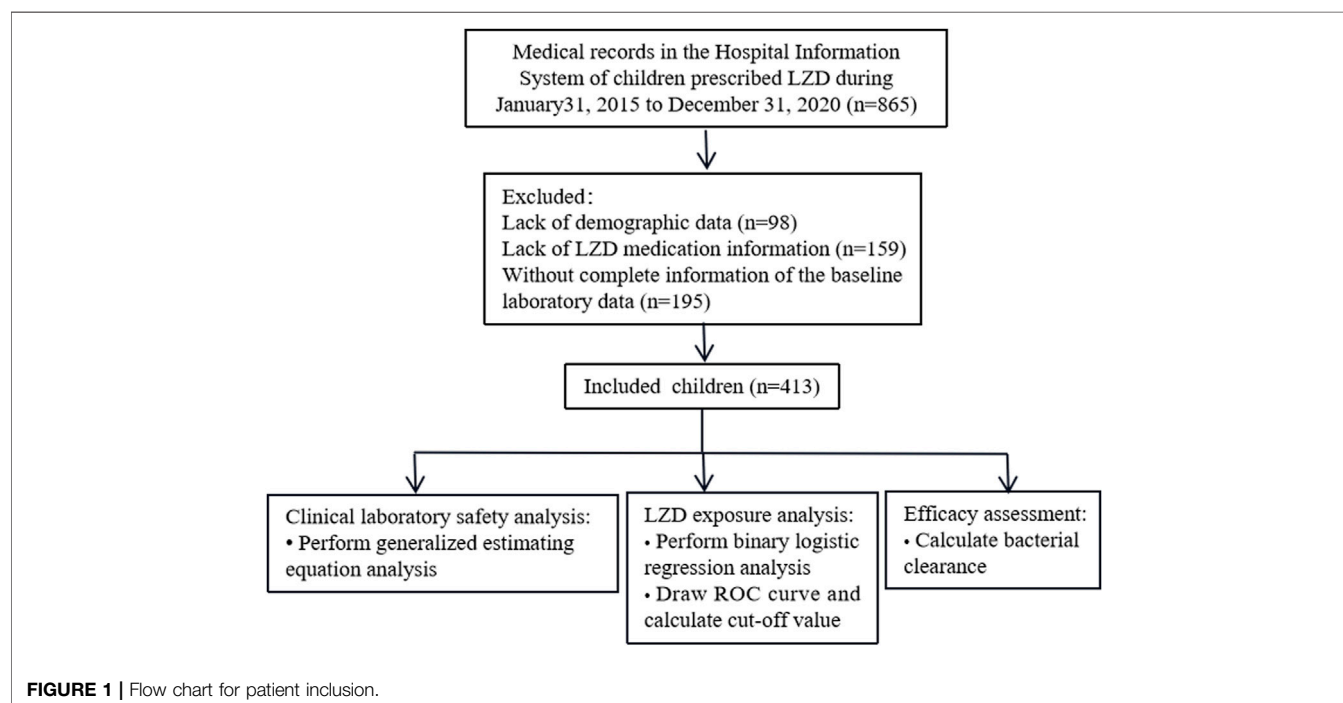 Medical records in the Hospital Information
System of children prescribed LZD during
January31, 2015 to December 31, 2020 (n=865)
Excluded:
Lack of demographic data (n=98)
Lack of LZD medication information (n=159)
Without complete information of the baseline
laboratory data (n=195)
Included children (n=413)
Clinical laboratory safety analysis:
• Perform generalized estimating
equation analysis
LZD exposure analysis:
• Perform binary logistic
regression analysis
• Draw ROC curve and
calculate cut-off value
Efficacy assessment:
• Calculate bacterial
clearance
FIGURE 1 | Flow chart for patient inclusion.